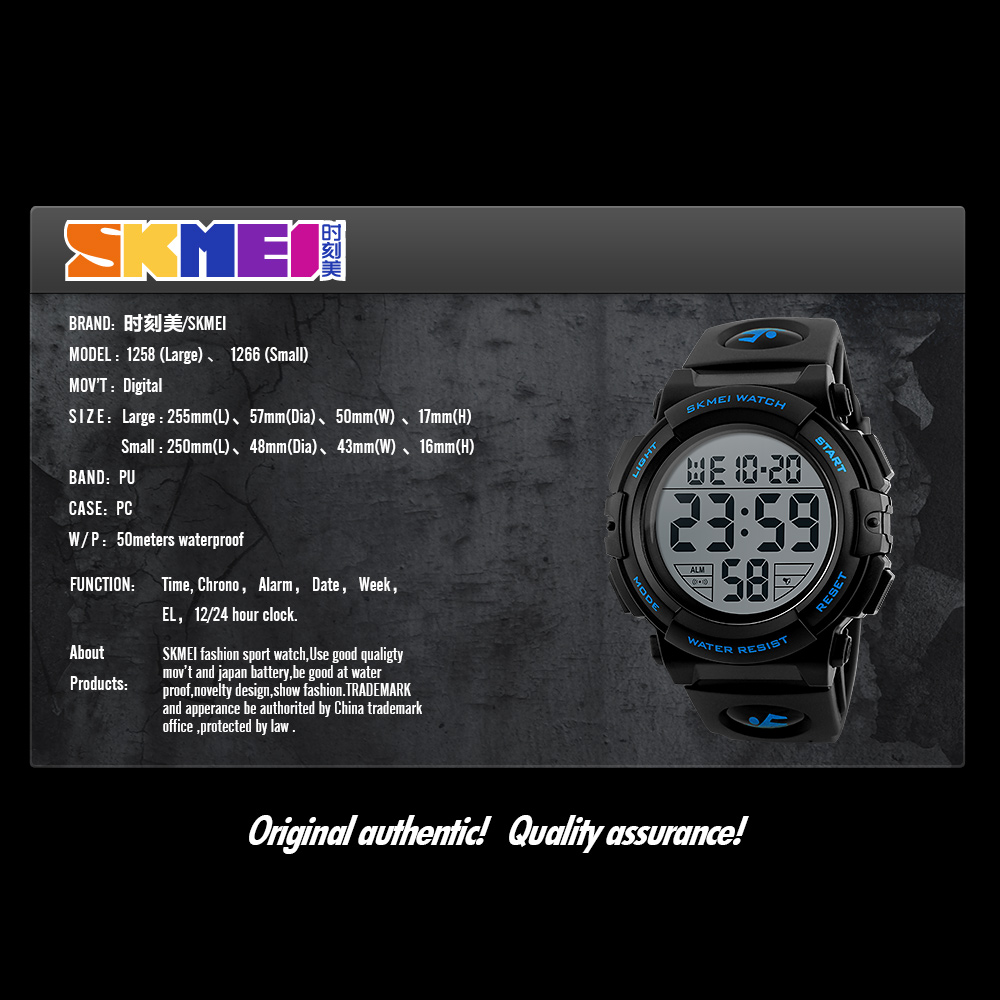 SKMEI时刻美
BRAND: 时刻美/SKMEI
MODEL : 1258 (Large) 、 1266 (Small)
MOV'T : Digital
SIZE: Large : 255mm(L) 、 57mm(Dia) 、 50mm(W) 、 17mm(H)
Small : 250mm(L) 、 48mm(Dia) 、 43mm(W) 、 16mm(H)
BAND: PU
CASE: PC
W/P: 50meters waterproof
FUNCTION: Time, Chrono , Alarm , Date , Week ,
EL , 12/24 hour clock.
About
Products:
SKMEI fashion sport watch,Use good qualigty
mov't and japan battery,be good at water
proof,novelty design,show fashion.TRADEMARK
and apperance be authorited by China trademark
office ,protected by law .
SKMEI WATCH
LIGHT
START
WE 10-20
23:59
ALM
58
MODE
RESET
WATER RESIST
Original authentic! Quality assurance!